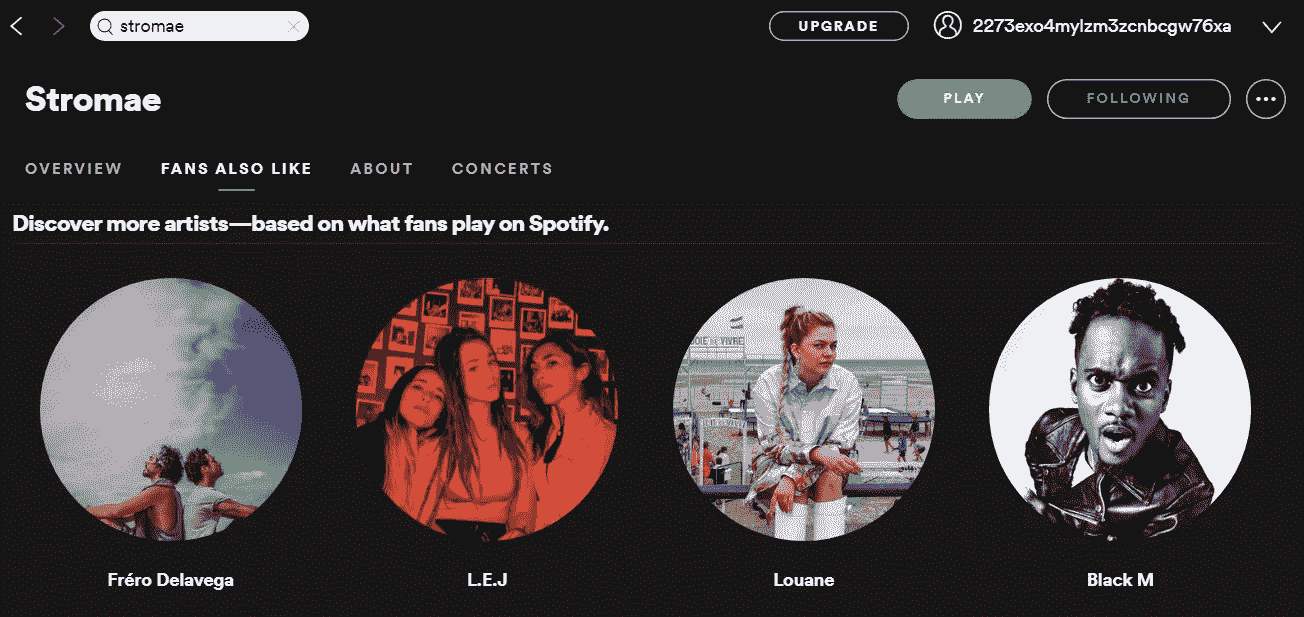 stromae
UPGRADE
2273exo4mylzm3zcnbcgw76xa
Stromae
PLAY
FOLLOWING
OVERVIEW
FANS ALSO LIKE
ABOUT
CONCERTS
Discover more artists—based on what fans play on Spotify.
OIE DE VIVRE
Fréro Delavega
L.E.J
Louane
Black M